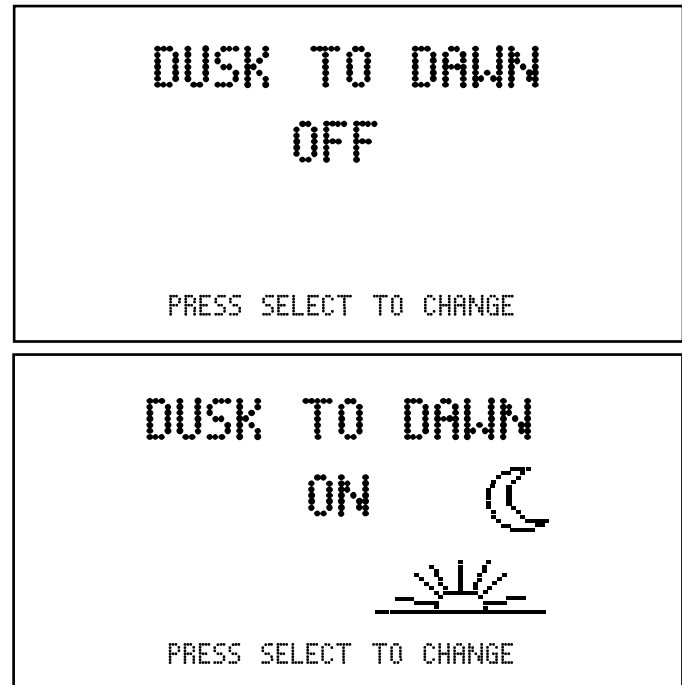 DUSK TO DAWN
OFF
PRESS SELECT TO CHANGE
DUSK TO DAWN
ON
PRESS SELECT TO CHANGE